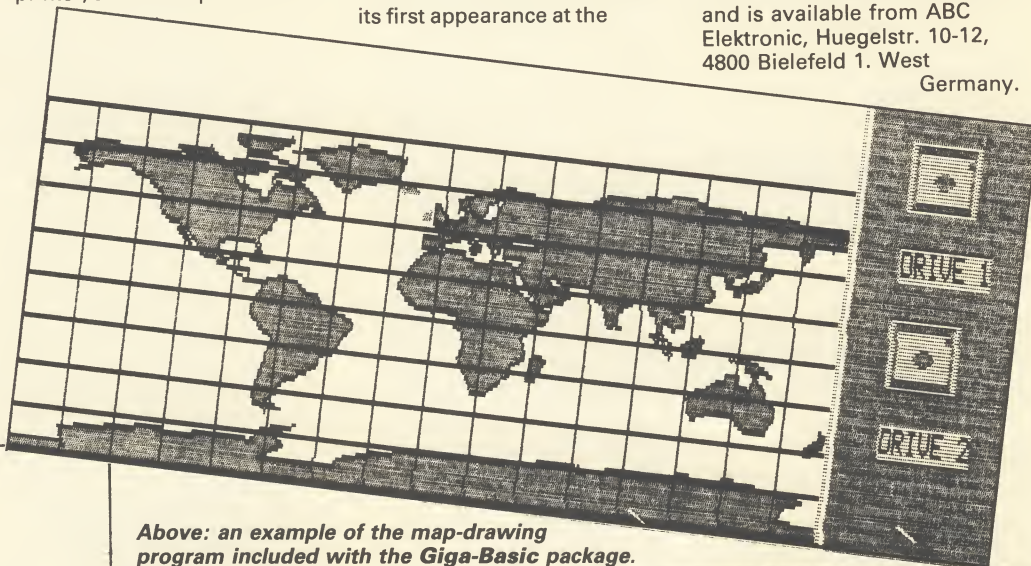 its first appearance at the
and is available from ABC
Elektronic, Huegelstr. 10-12,
4800 Bielefeld 1. West
Germany.
DRIVE 1
DRIVE 2
Above: an example of the map-drawing
program included with the Giga-Basic package.